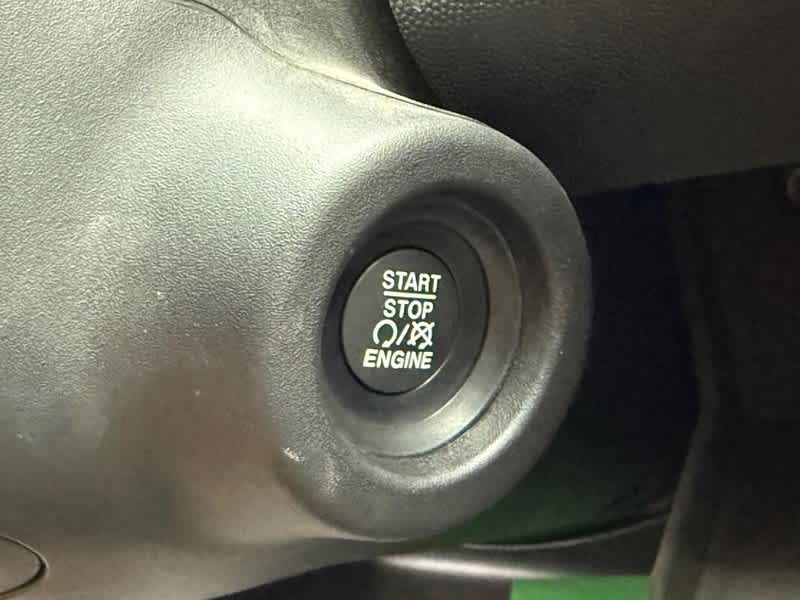 START
STOP
/
ENGINE